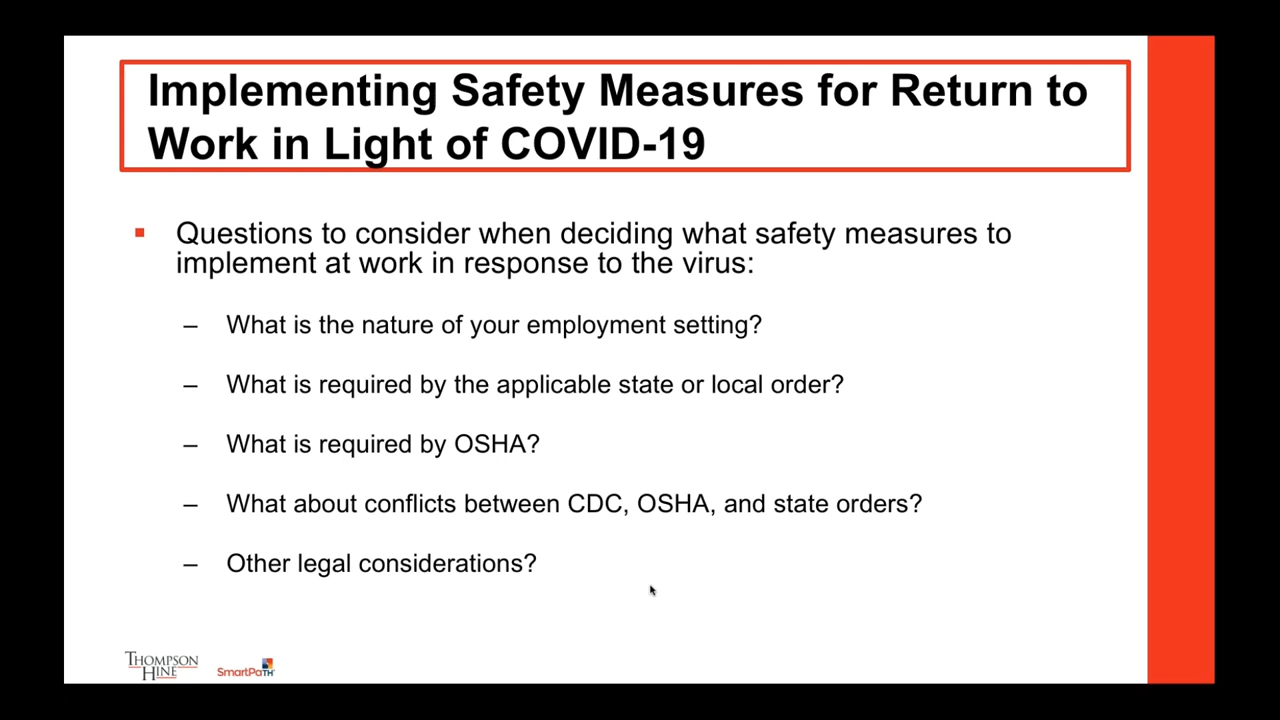 Implementing Safety Measures for Return to
Work in Light of COVID-19
Questions to consider when deciding what safety measures to
implement at work in response to the virus:
– What is the nature of your employment setting?
– What is required by the applicable state or local order?
– What is required by OSHA?
– What about conflicts between CDC, OSHA, and state orders?
– Other legal considerations?
THOMPSON
HINE
SmartPaTH